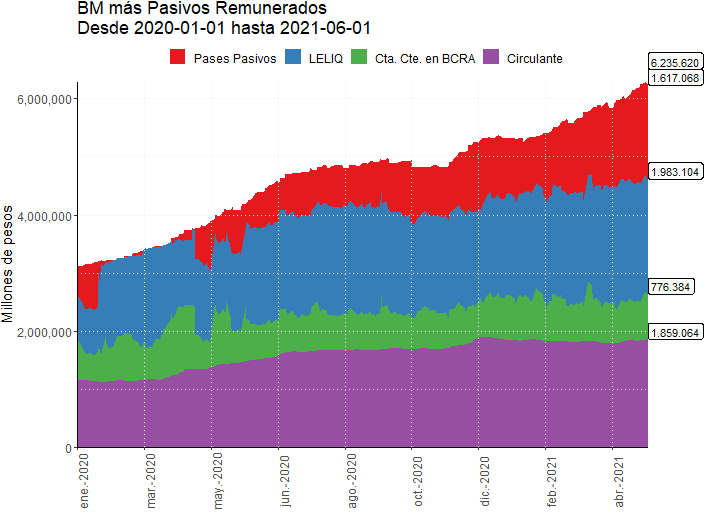 BM más Pasivos Remunerados
Desde 2020-01-01 hasta 2021-06-01
Pases Pasivos LELIQ Cta. Cte. en BCRA Circulante
Millones de pesos
6,000,000
4,000,000
2,000,000
0
6.235.620
1.617.068
1.983.104
776.384
1.859.064
ene.-2020
mar.-2020
may.-2020
jun.-2020
ago.-2020
oct.-2020
dic.-2020
feb.-2021
abr.-2021